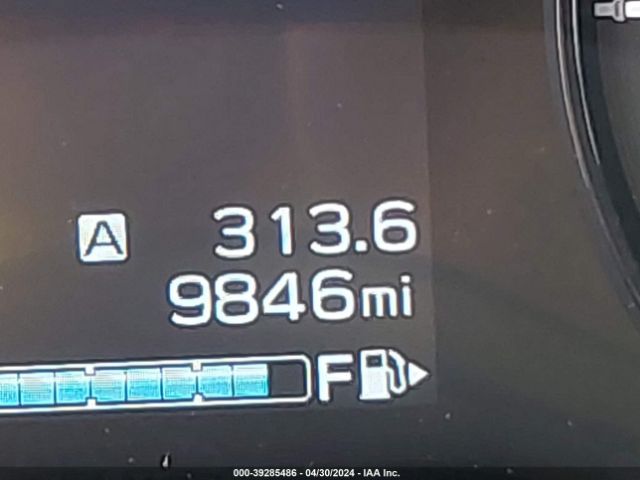 A 313.6
9846mi
F
000-39285486 - 04/30/2024 - IAA Inc.